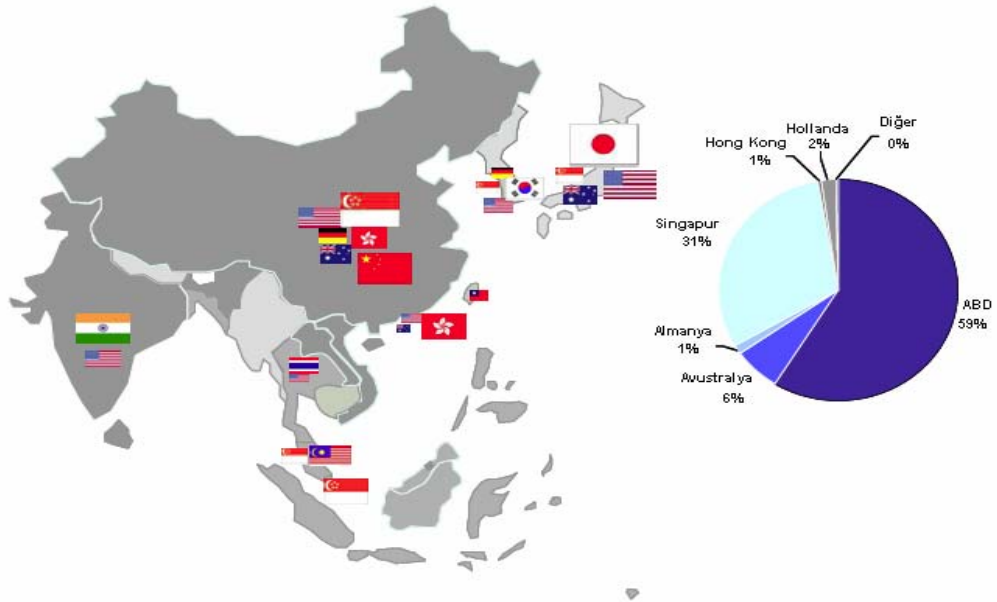 Diğer
0%
Hollanda
2%
Hong Kong
1%
Singapur
31%
ABD
59%
Almanya
1%
Avustralya
6%